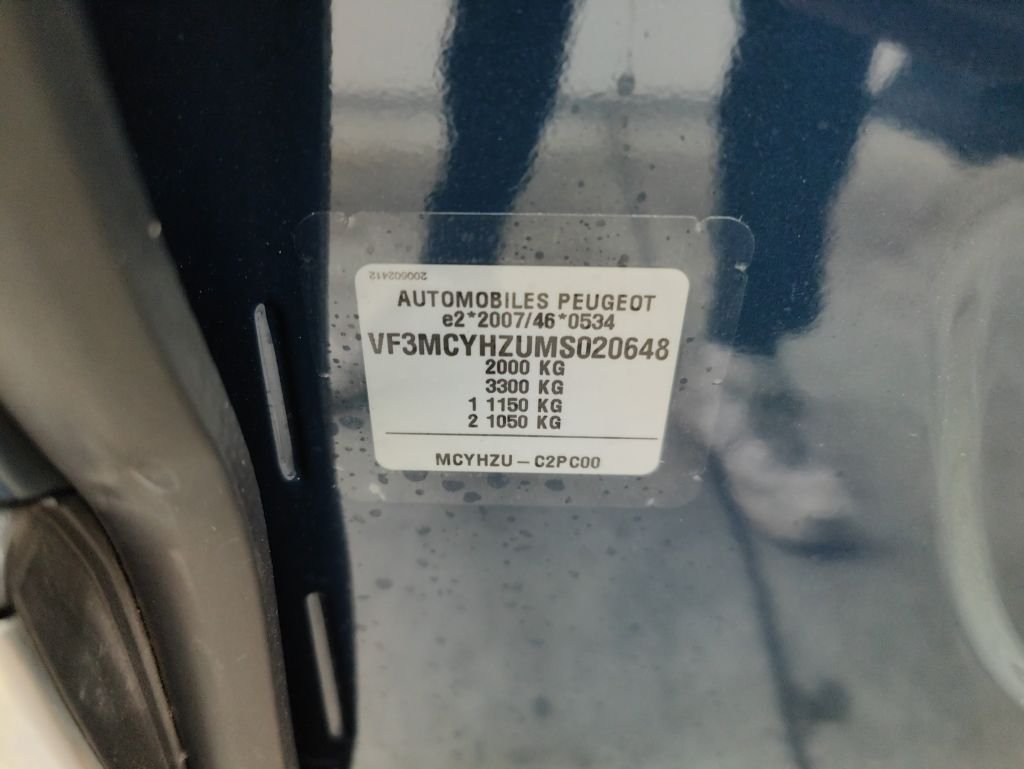 200602412
AUTOMOBILES PEUGEOT
e2*2007/46*0534
VF3MCYHZUMS020648
2000 KG
3300 KG
1 1150 KG
2 1050 KG
MCYHZU – C2PC00